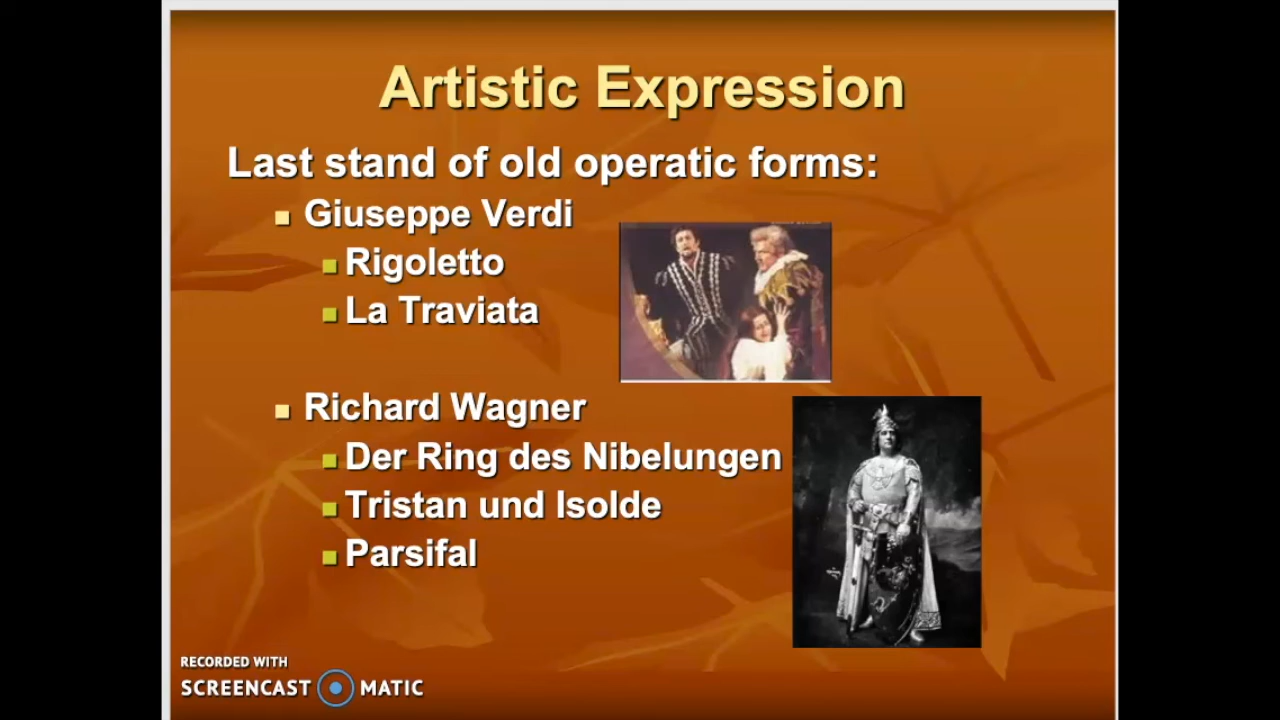 Artistic Expression
Last stand of old operatic forms:
Giuseppe Verdi
Rigoletto
La Traviata
Richard Wagner
Der Ring des Nibelungen
Tristan und Isolde
Parsifal
RECORDED WITH
SCREENCAST MATIC